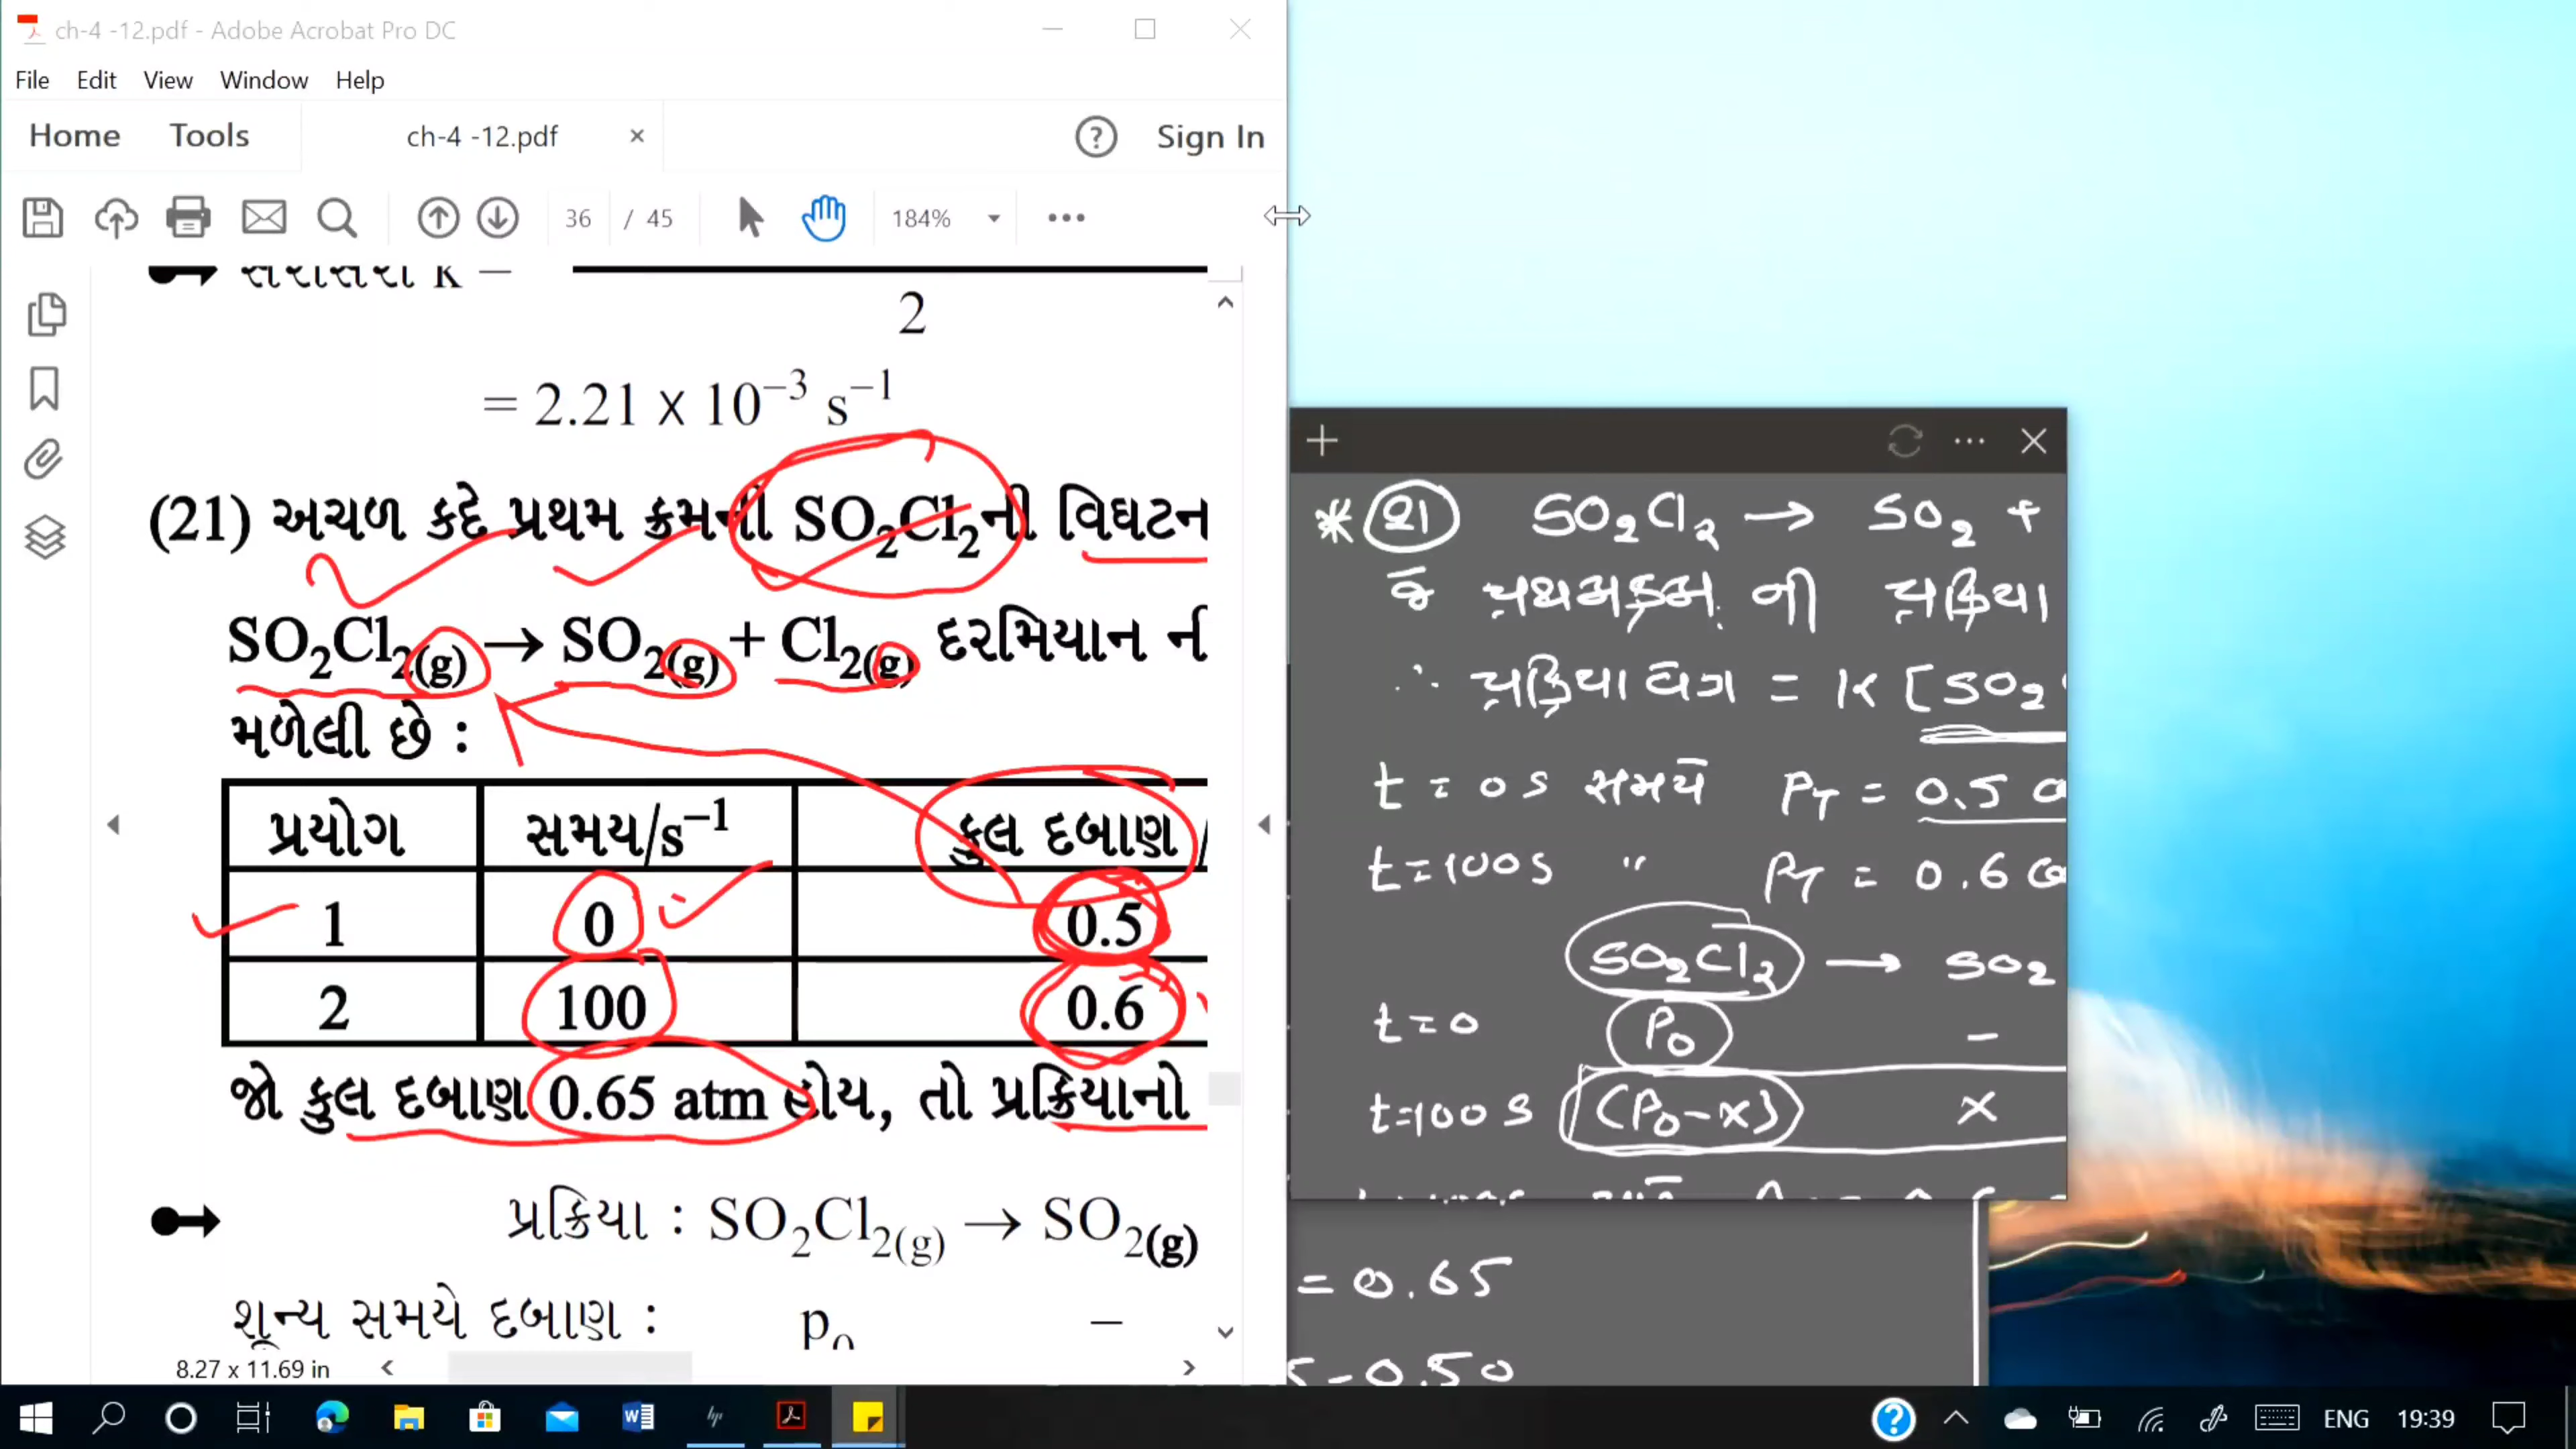 ch-4 -12.pdf - Adobe Acrobat Pro DC
File Edit View Window Help
Home Tools ch-4 -12.pdf × ? Sign In
36 / 45 184%
2
= 2.21 x 10⁻³ s⁻¹
(21) અચળ કદે પ્રથમ ક્રમની SO₂Cl₂ની વિઘટન
SO₂Cl₂(g) → SO₂(g) + Cl₂(g) દરમિયાન ની
મળેલી છે :
પ્રયોગ સમય/s⁻¹ કુલ દબાણ /
1 0 0.5
2 100 0.6
જો કુલ દબાણ 0.65 atm હોય, તો પ્રક્રિયાનો
પ્રક્રિયા : SO₂Cl₂(g) → SO₂(g)
શૂન્ય સમયે દબાણ : p₀ –
8.27 x 11.69 in
* 21 SO₂Cl₂ → SO₂ +
જે પ્રથમક્રમ ની પ્રક્રિયા
∴ પ્રક્રિયા વેગ = K [SO₂
t = 0 s સમયે P_T = 0.5 a
t = 100 s " P_T = 0.6 a
SO₂Cl₂ → SO₂
t = 0 P₀ –
t = 100 s (P₀ – x) x
= 0.65
5 – 0.50
ENG 19:39